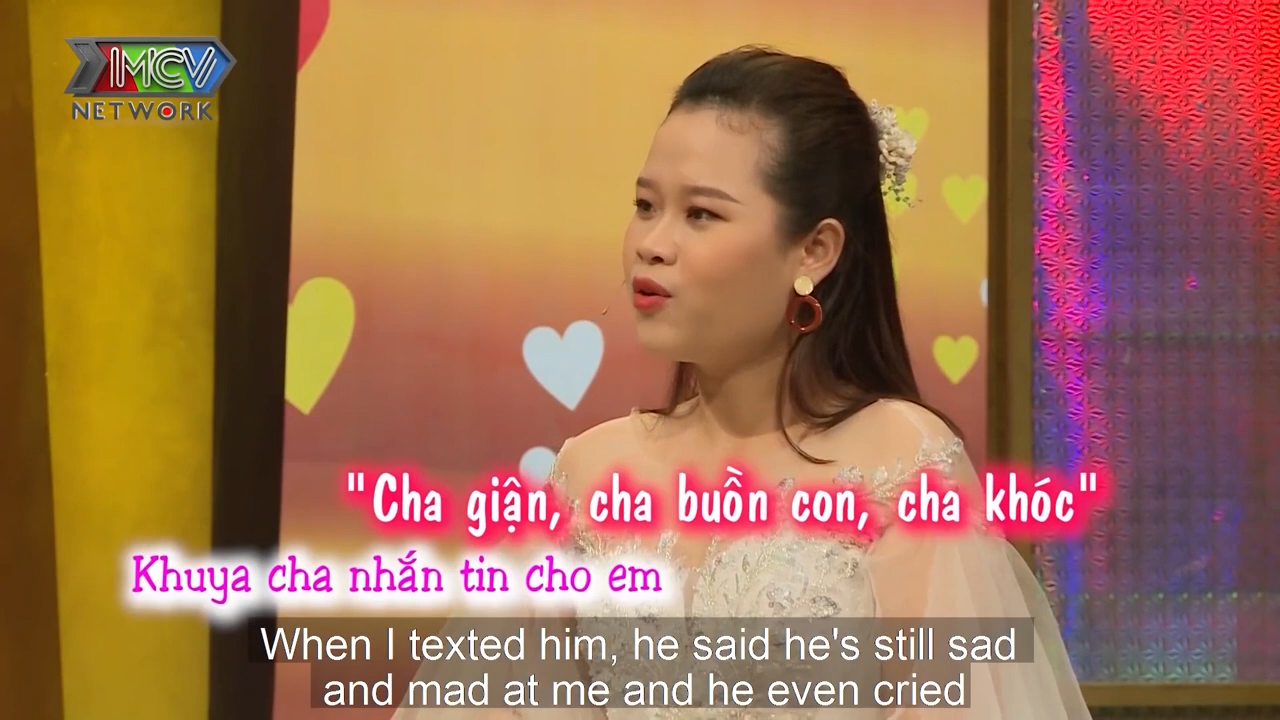 MCV
NETWORK
"Cha giận, cha buồn con, cha khóc"
Khuya cha nhắn tin cho em
When I texted him, he said he's still sad
and mad at me and he even cried